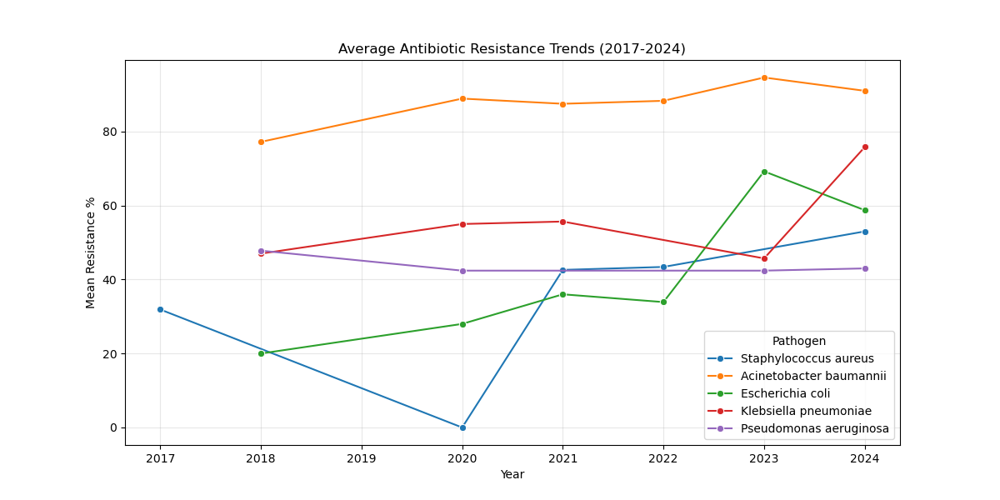 Average Antibiotic Resistance Trends (2017-2024)
Mean Resistance %
80
60
40
20
0
Pathogen
Staphylococcus aureus
Acinetobacter baumannii
Escherichia coli
Klebsiella pneumoniae
Pseudomonas aeruginosa
2017 2018 2019 2020 2021 2022 2023 2024
Year